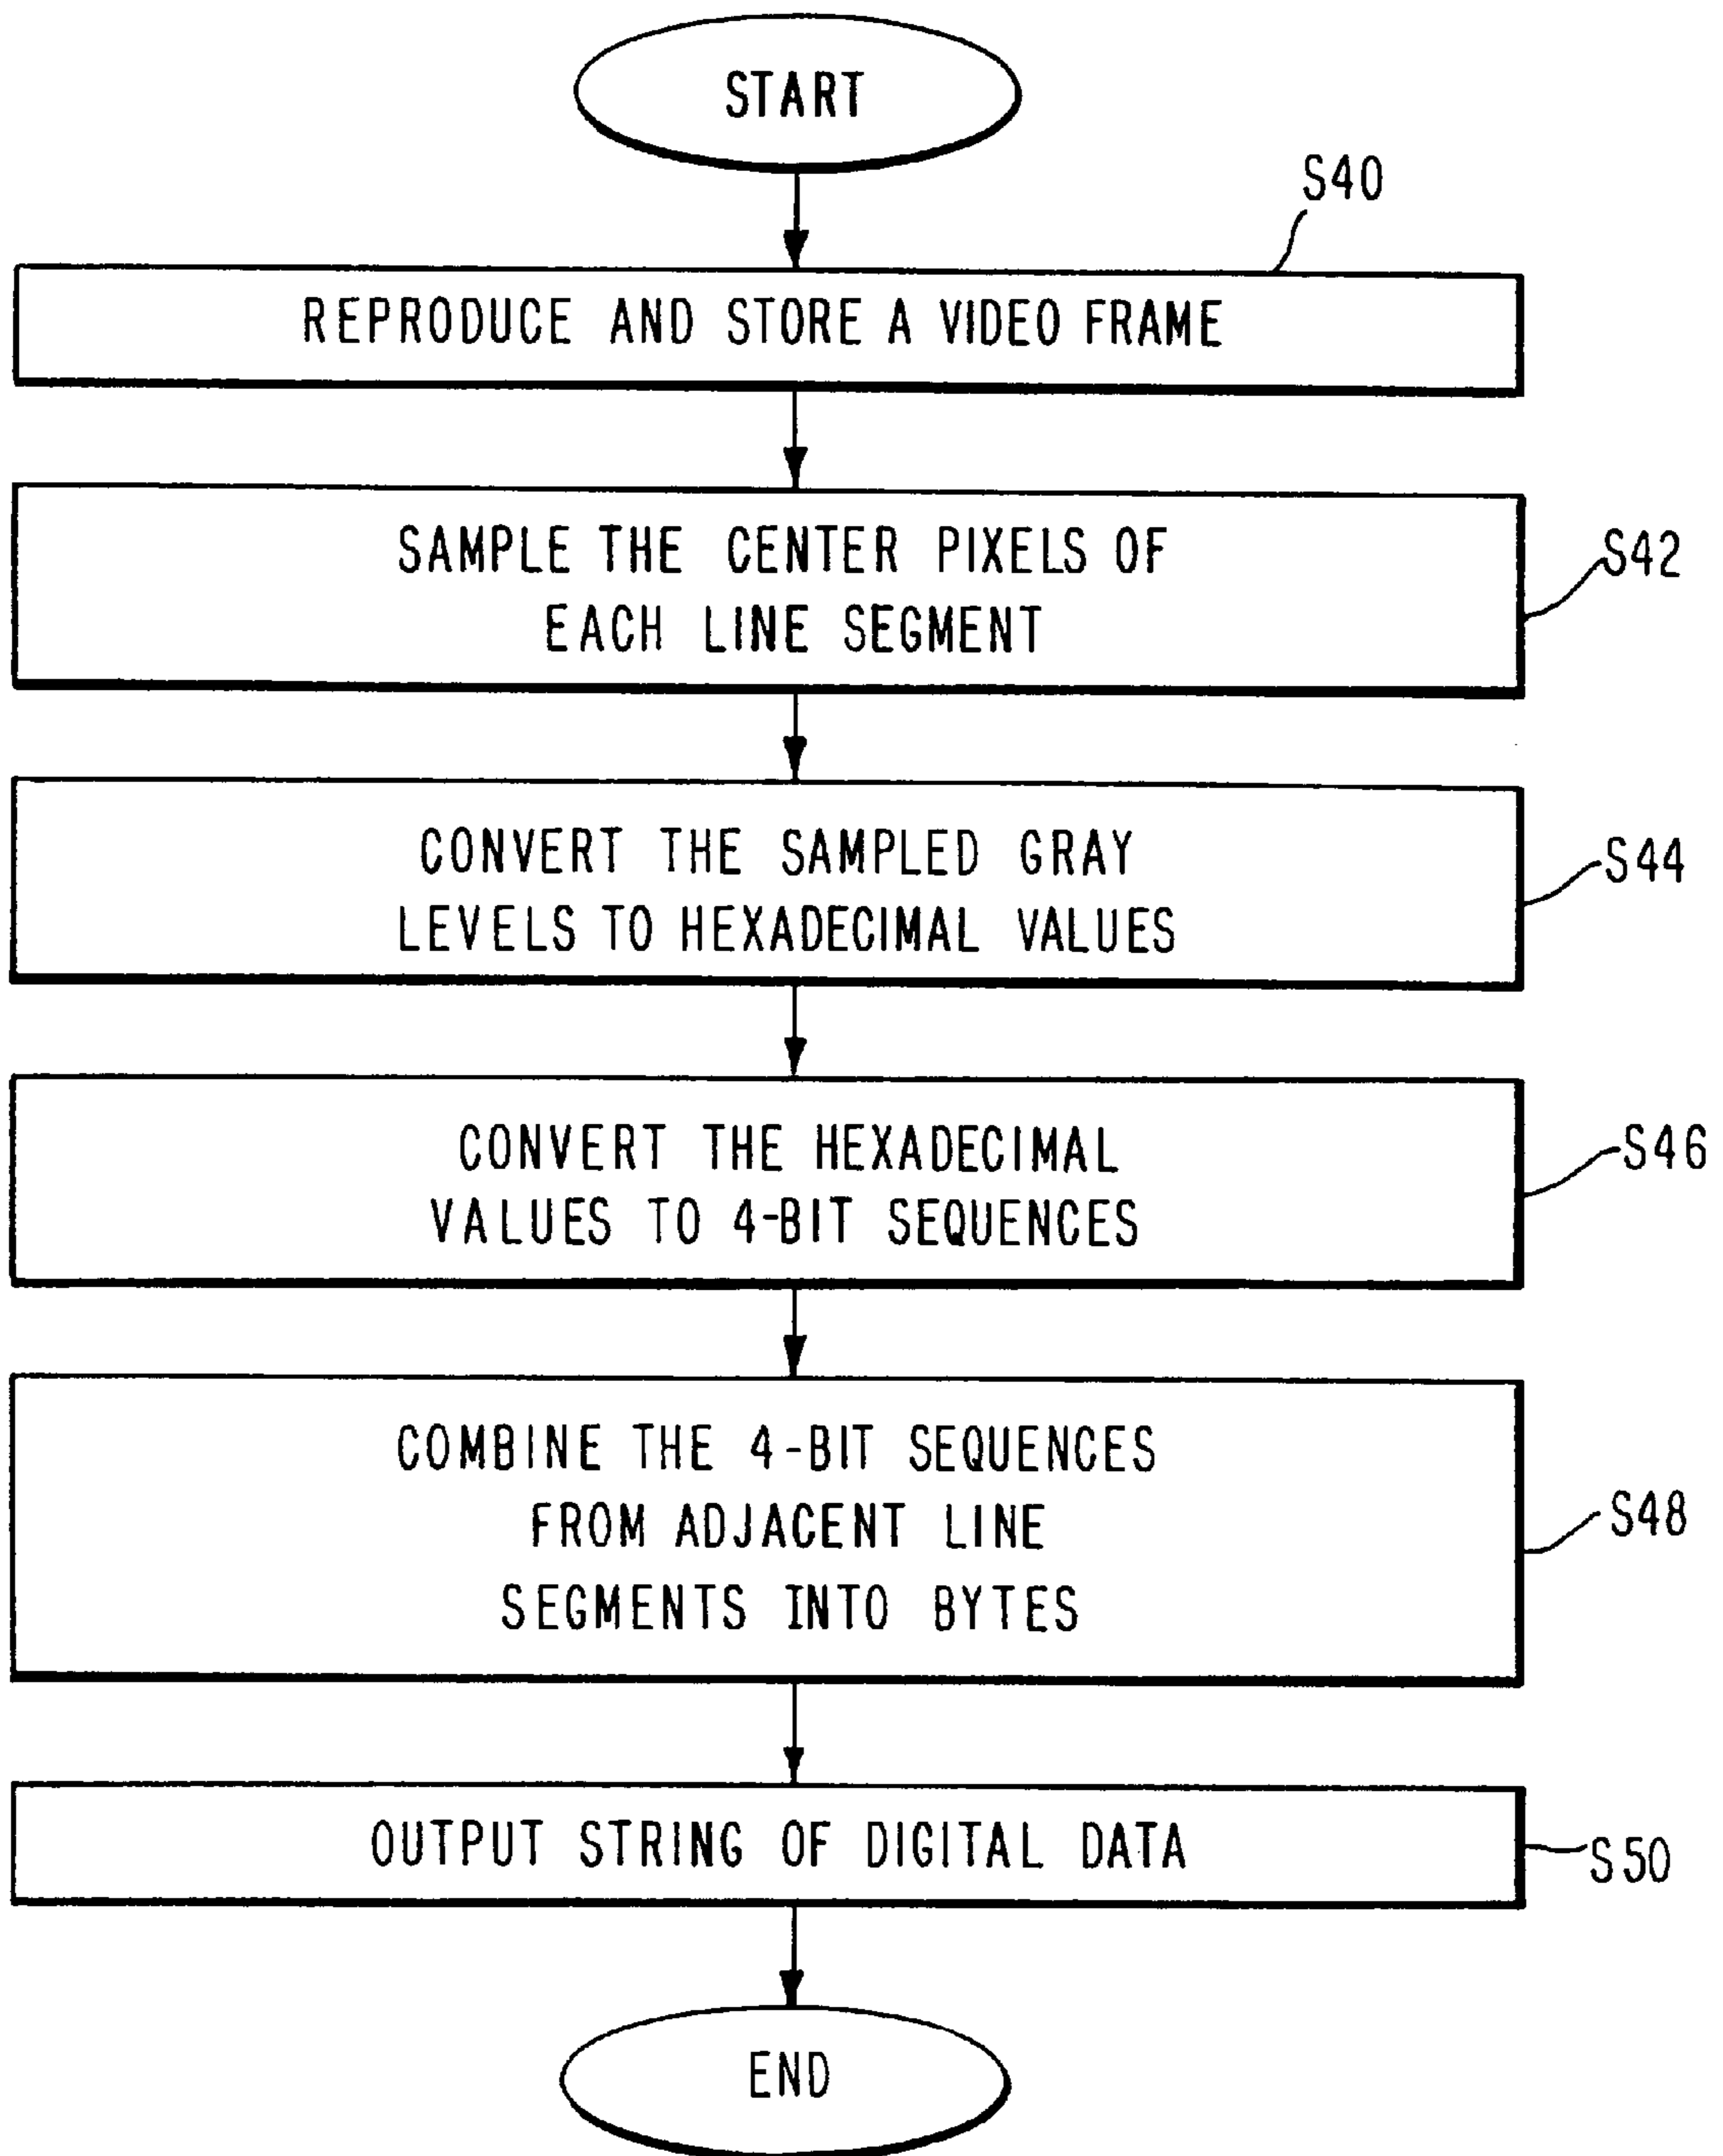 START
S40
REPRODUCE AND STORE A VIDEO FRAME
SAMPLE THE CENTER PIXELS OF
EACH LINE SEGMENT
S42
CONVERT THE SAMPLED GRAY
LEVELS TO HEXADECIMAL VALUES
S44
CONVERT THE HEXADECIMAL
VALUES TO 4-BIT SEQUENCES
S46
COMBINE THE 4-BIT SEQUENCES
FROM ADJACENT LINE
SEGMENTS INTO BYTES
S48
OUTPUT STRING OF DIGITAL DATA
S50
END